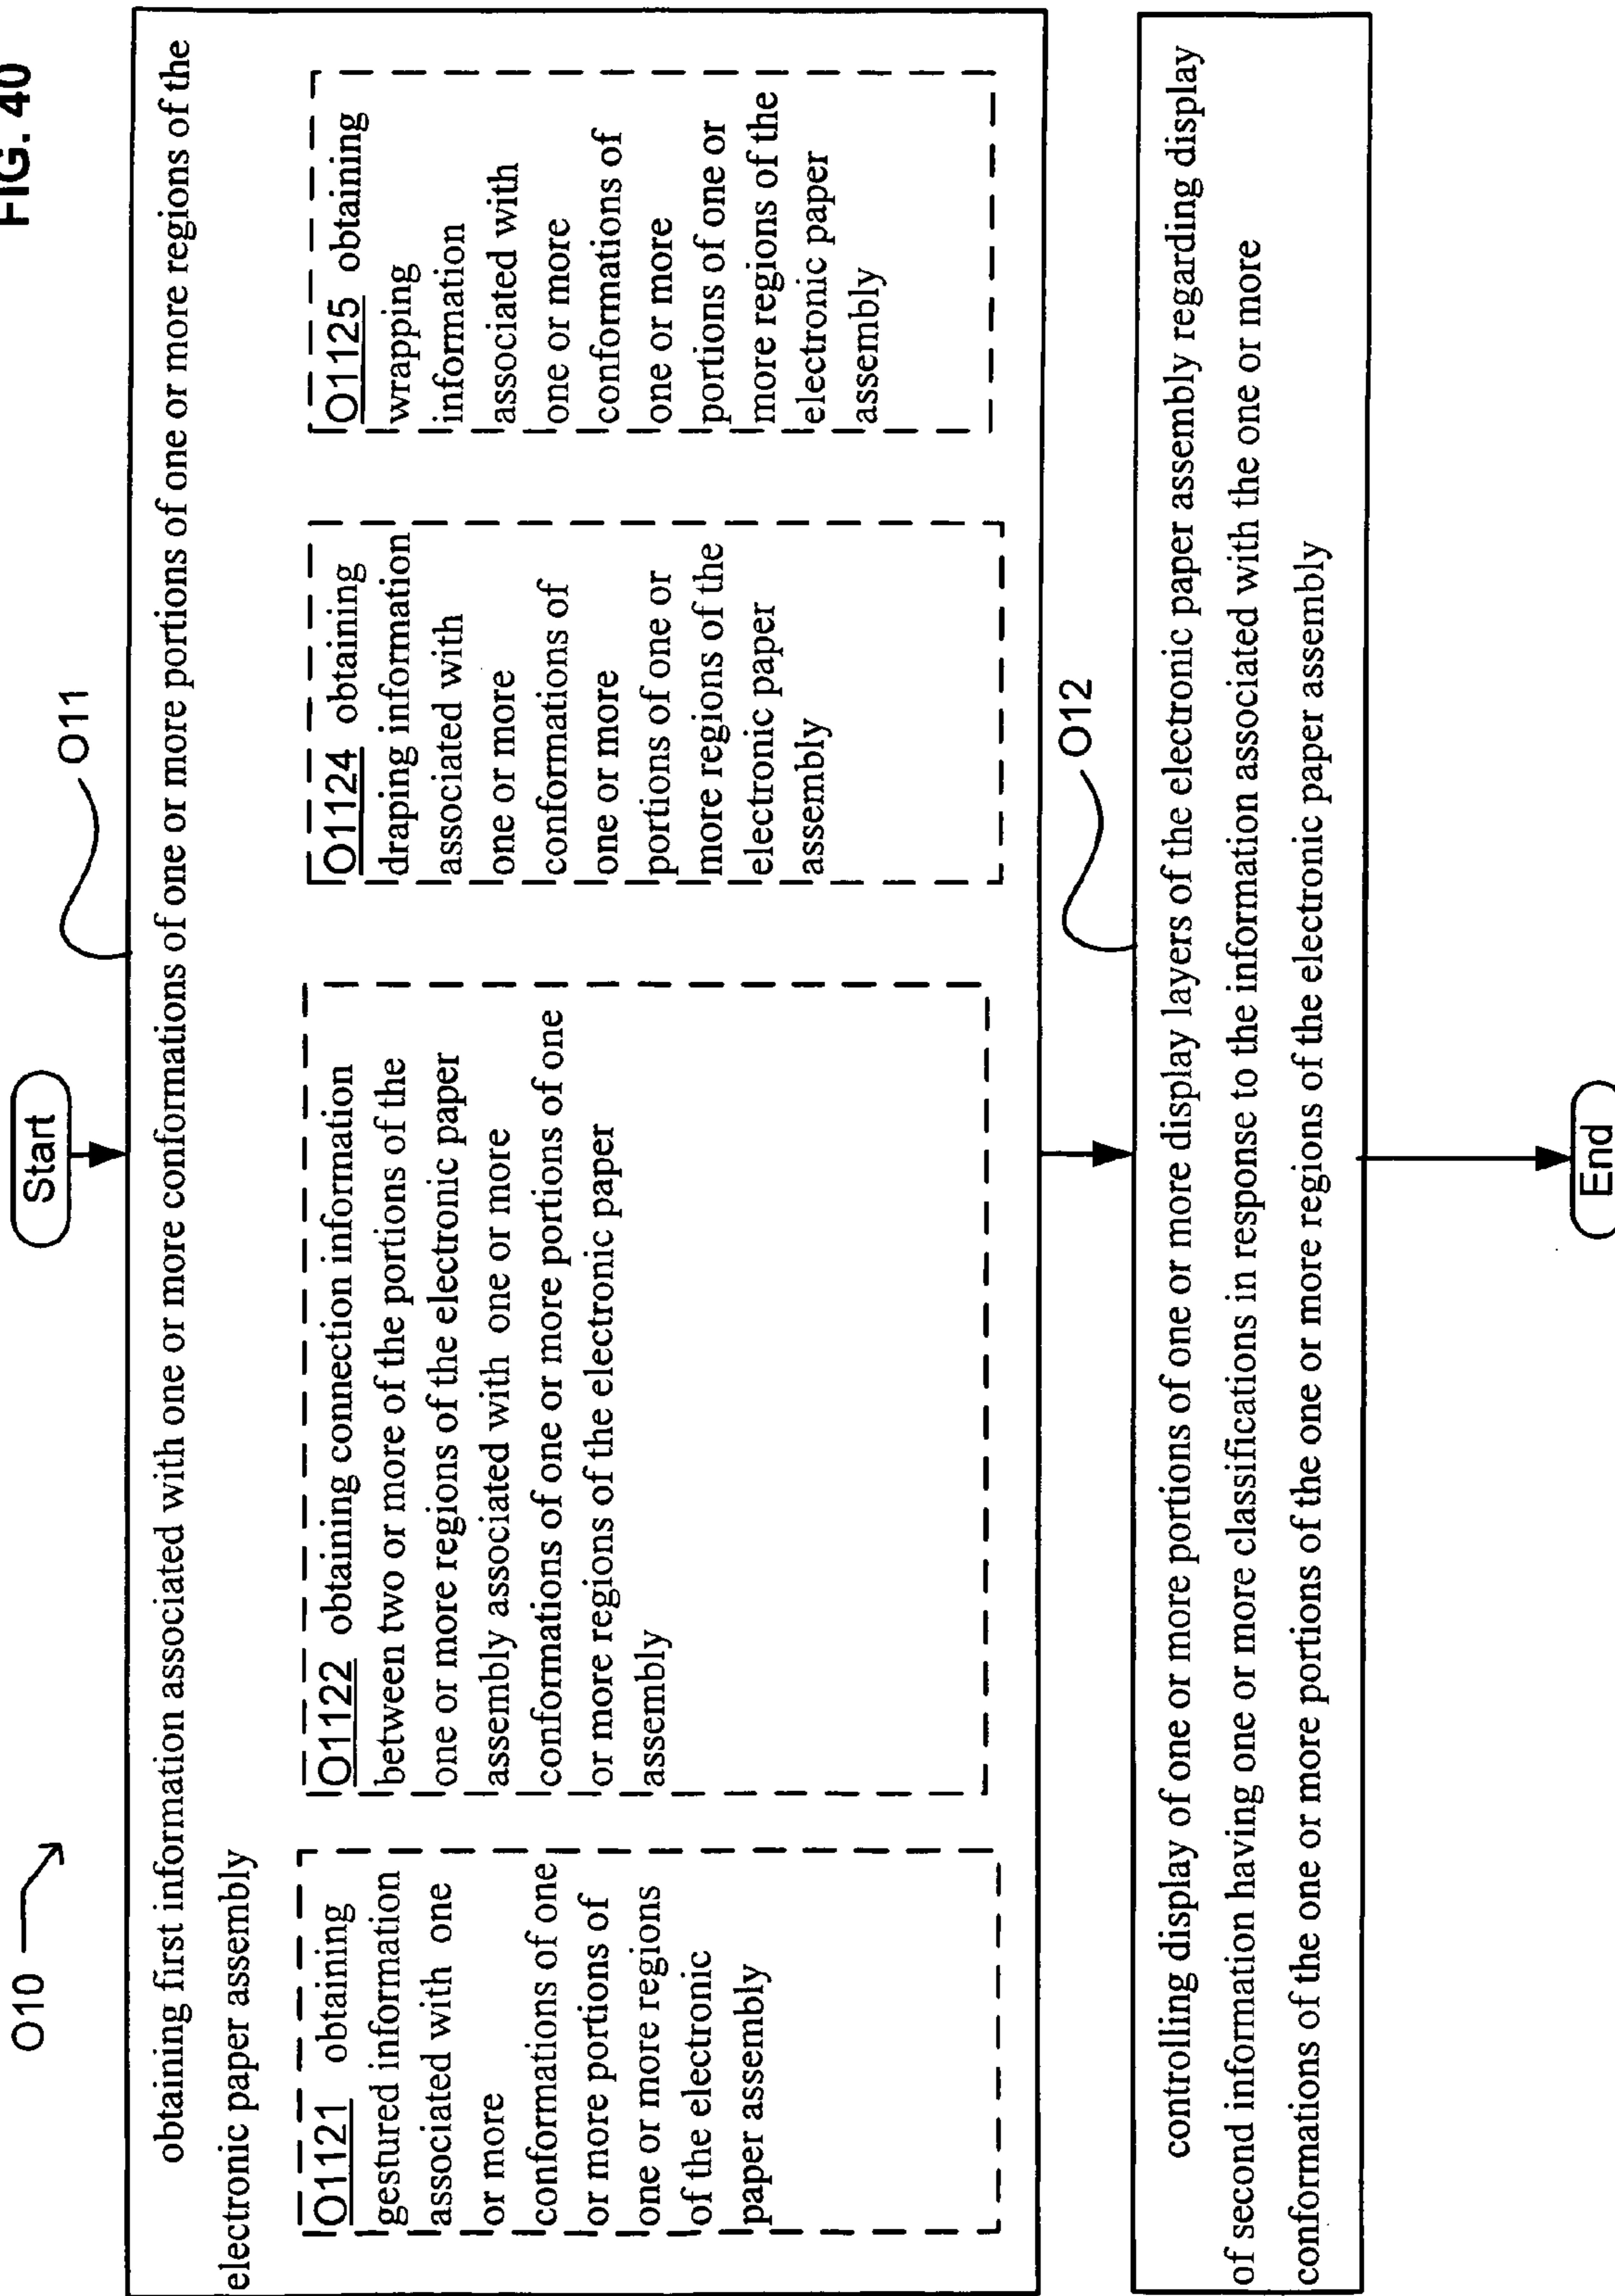 FIG. 40
O10
Start
O11
obtaining first information associated with one or more conformations of one or more portions of one or more regions of the
electronic paper assembly
O1121 obtaining
gestured information
associated with one
or more
conformations of one
or more portions of
one or more regions
of the electronic
paper assembly
O1122 obtaining connection information
between two or more of the portions of the
one or more regions of the electronic paper
assembly associated with one or more
conformations of one or more portions of one
or more regions of the electronic paper
assembly
O1124 obtaining
draping information
associated with
one or more
conformations of
one or more
portions of one or
more regions of the
electronic paper
assembly
O1125 obtaining
wrapping
information
associated with
one or more
conformations of
one or more
portions of one or
more regions of the
electronic paper
assembly
O12
controlling display of one or more portions of one or more display layers of the electronic paper assembly regarding display
of second information having one or more classifications in response to the information associated with the one or more
conformations of the one or more portions of the one or more regions of the electronic paper assembly
End